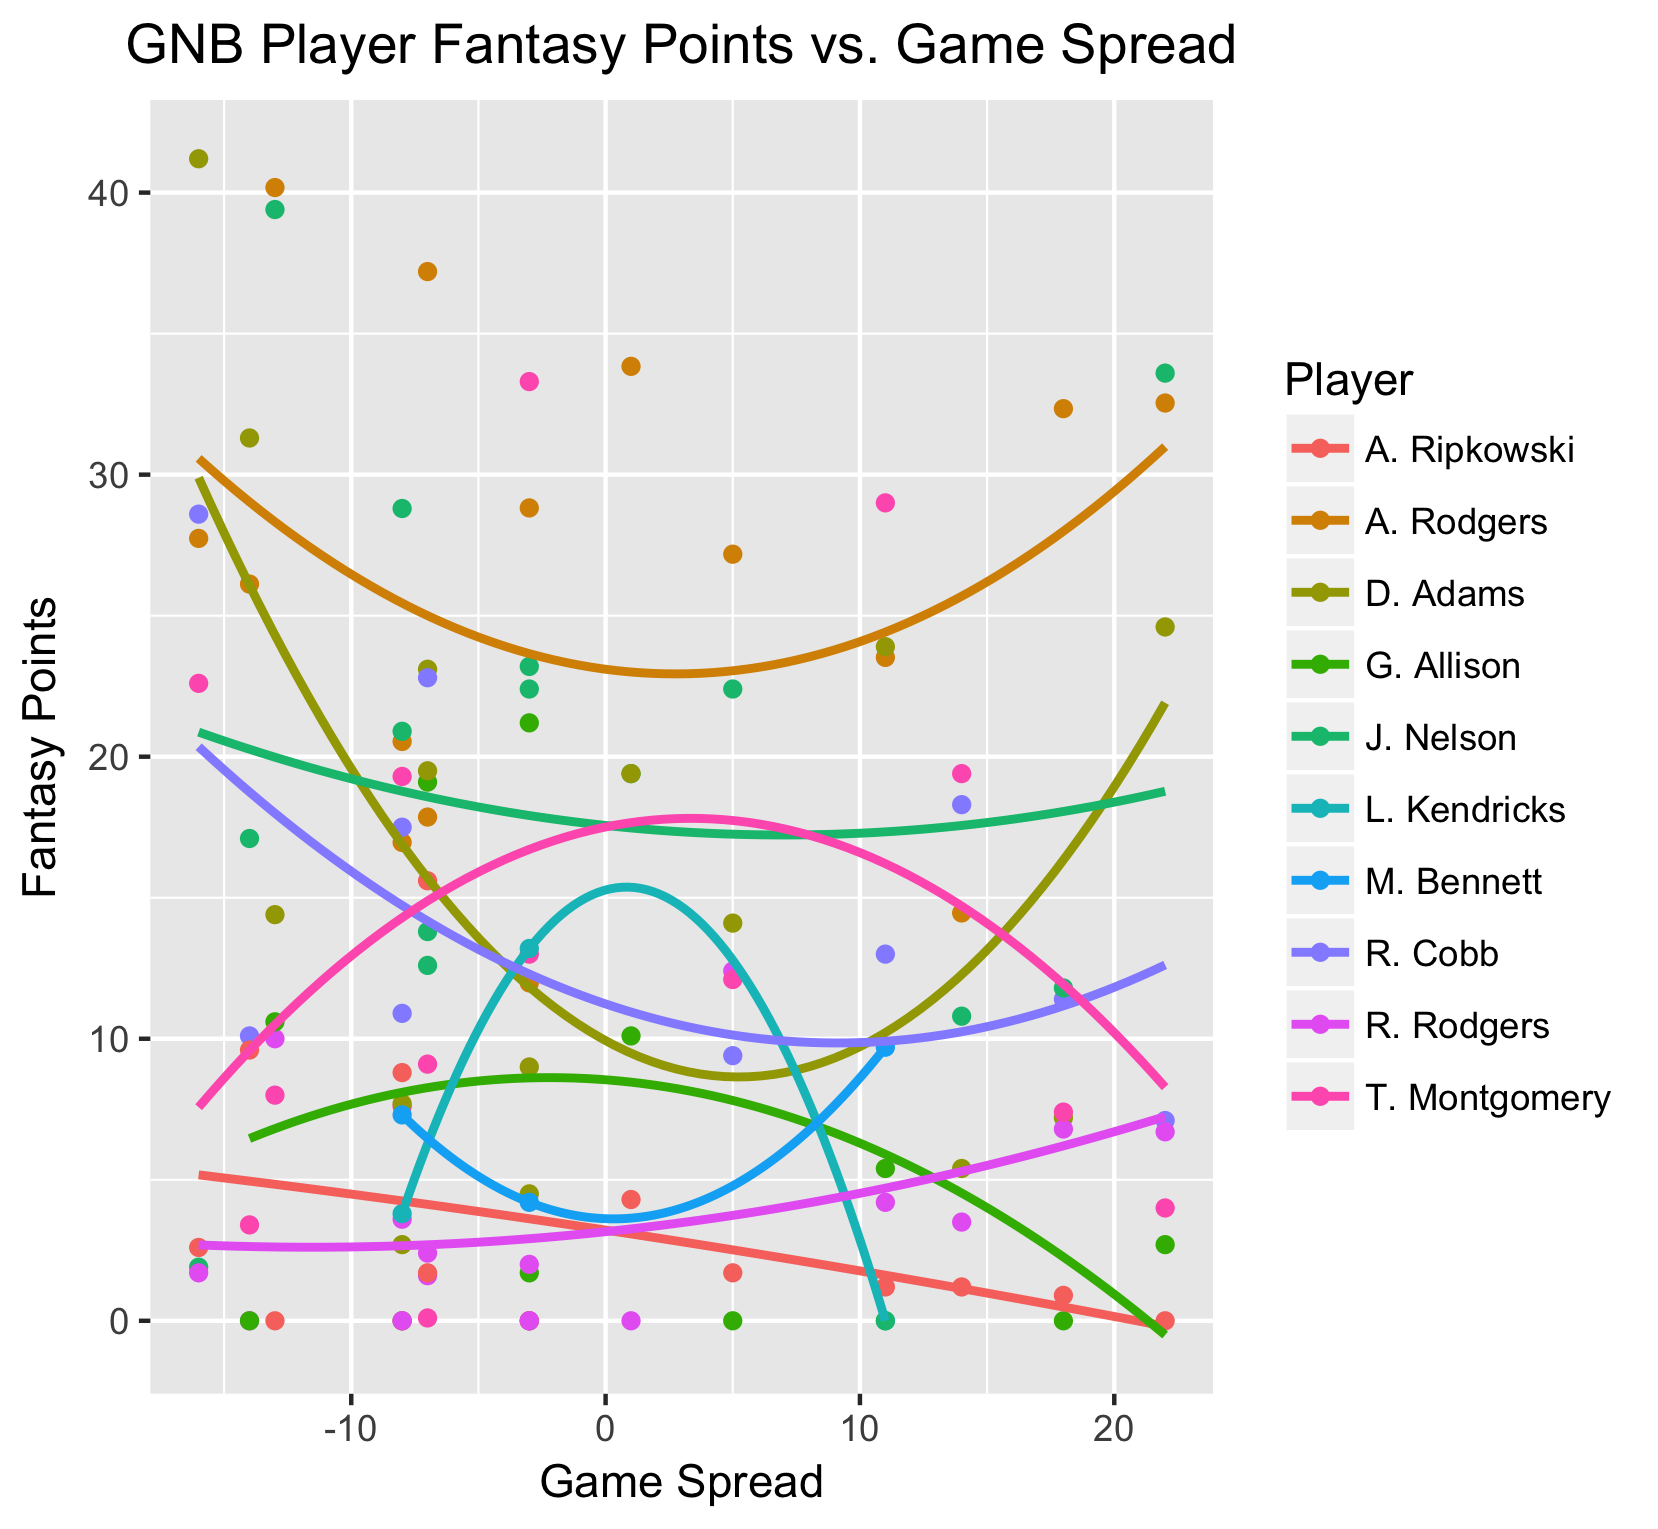 GNB Player Fantasy Points vs. Game Spread
Fantasy Points
40
30
20
10
0
-10
0
10
20
Game Spread
Player
A. Ripkowski
A. Rodgers
D. Adams
G. Allison
J. Nelson
L. Kendricks
M. Bennett
R. Cobb
R. Rodgers
T. Montgomery